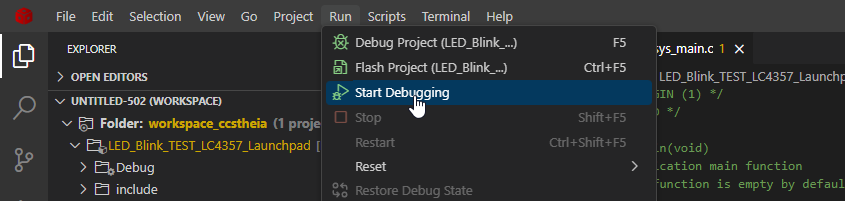 File Edit Selection View Go Project Run Scripts Terminal Help
EXPLORER
OPEN EDITORS
UNTITLED-502 (WORKSPACE)
Folder: workspace_ccstheia (1 proje
LED_Blink_TEST_LC4357_Launchpad [
Debug
include
Debug Project (LED_Blink_...) F5
Flash Project (LED_Blink_...) Ctrl+F5
Start Debugging
Stop Shift+F5
Restart Ctrl+Shift+F5
Reset
Restore Debug State
sys_main.c 1
LED_Blink_TEST_LC4357_Launchp
GIN (1) */
) */
n(void)
ication main function
function is empty by defaul